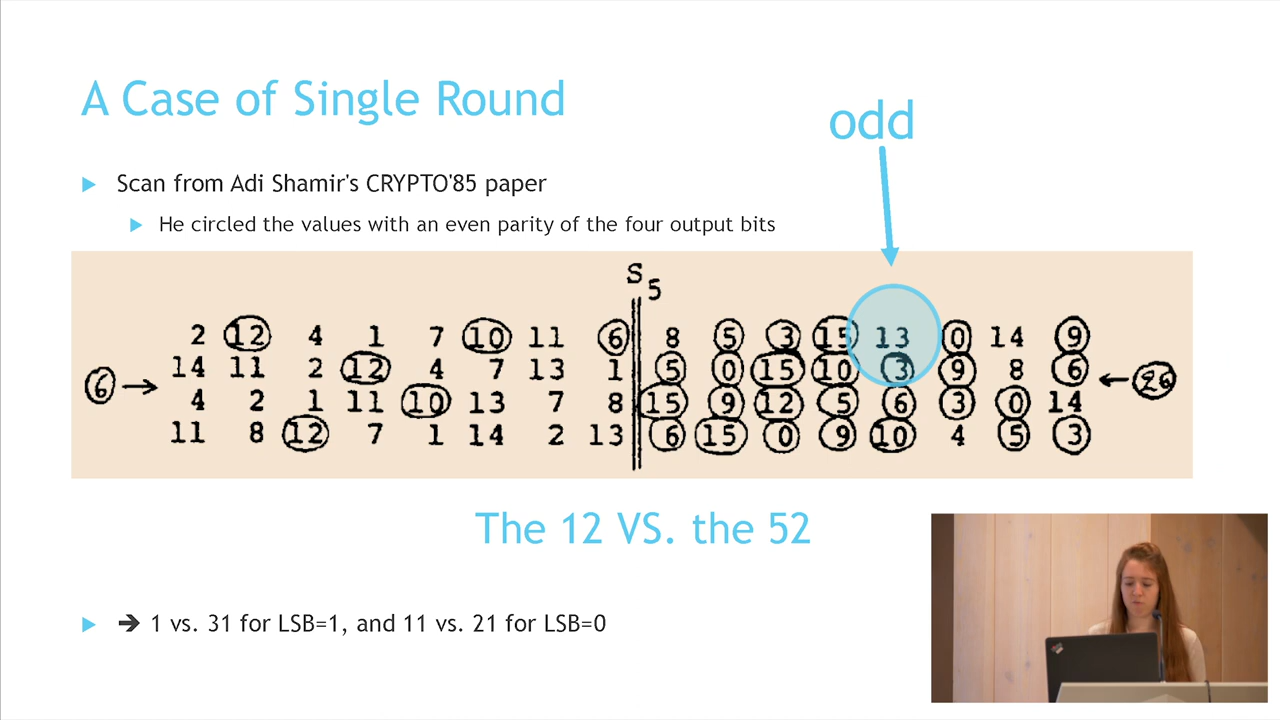 A Case of Single Round
odd
▶ Scan from Adi Shamir's CRYPTO'85 paper
▶ He circled the values with an even parity of the four output bits
S5
2 12 4 1 7 10 11 6 8 5 3 15 13 0 14 9
14 11 2 12 4 7 13 1 5 0 15 10 3 9 8 6
6 → ← 26
4 2 1 11 10 13 7 8 15 9 12 5 6 3 0 14
11 8 12 7 1 14 2 13 6 15 0 9 10 4 5 3
The 12 VS. the 52
▶ ➔ 1 vs. 31 for LSB=1, and 11 vs. 21 for LSB=0